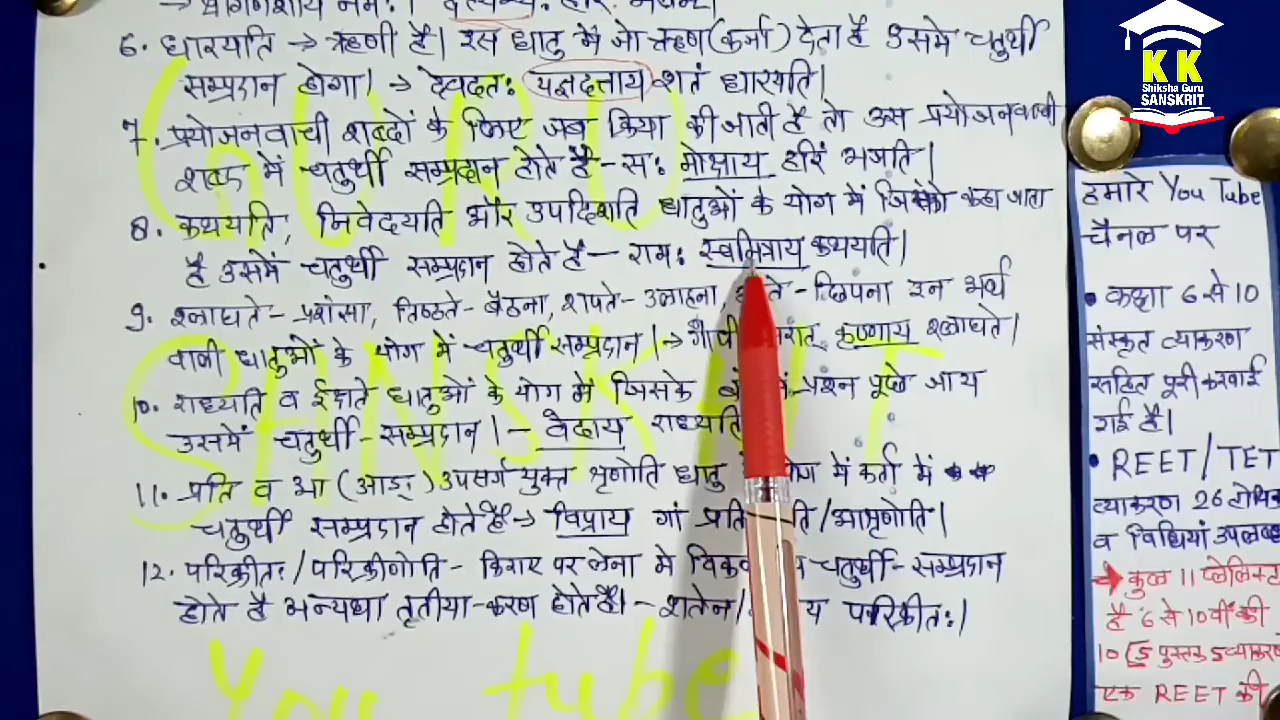 6. धारयति → ऋणी है। इस धातु में जो ऋण (कर्जा) देता है उसमें चतुर्थी
सम्प्रदान होगा। → देवदतः यज्ञदत्ताय शतं धारयति।
7. प्रयोजनवाची शब्दों के लिए जब क्रिया की जाती है तो उस प्रयोजनवाची
शब्द में चतुर्थी सम्प्रदान होते है – सः मोक्षाय हरिं भजति।
8. कथयति, निवेदयति और उपदिशति धातुओं के योग में जिसको कहा जाता
है उसमें चतुर्थी सम्प्रदान होते है – रामः स्वमित्राय कथयति।
9. श्लाघते- प्रशंसा, तिष्ठते- बैठना, शपते- उलाहना, - छिपना इन अर्थ
वाली धातुओं के योग में चतुर्थी सम्प्रदान। → कृष्णाय श्लाघते।
10. राध्यति व ईक्षते धातुओं के योग में जिसके प्रश्न पूछे जाय
उसमें चतुर्थी-सम्प्रदान। – वेदाय राध्यति
11. प्रति व आ (आङ्) उपसर्ग युक्त श्रृणोति धातु में कर्ता में
चतुर्थी सम्प्रदान होते हैं → विप्राय गां /आश्रृणोति।
12. परिक्रीतः/परिक्रीणोति - किराए पर लेना में चतुर्थी-सम्प्रदान
होते है अन्यथा तृतीया-करण होते है। – शतेन/ परिक्रीतः।
GURU
SANSKRIT
You tube
KK
Shiksha Guru
SANSKRIT
हमारे You Tube
चैनल पर
• कक्षा 6 से 10
संस्कृत व्याकरण
सहित पूरी करवाई
गई है।
• REET/TET
व्याकरण 26 टोपिक
व विधियां उपलब्ध
→ कुल 11 प्लेलिस्ट
है 6 से 10वीं की
10 (5 पुस्तक 5 व्याकरण
एक REET की